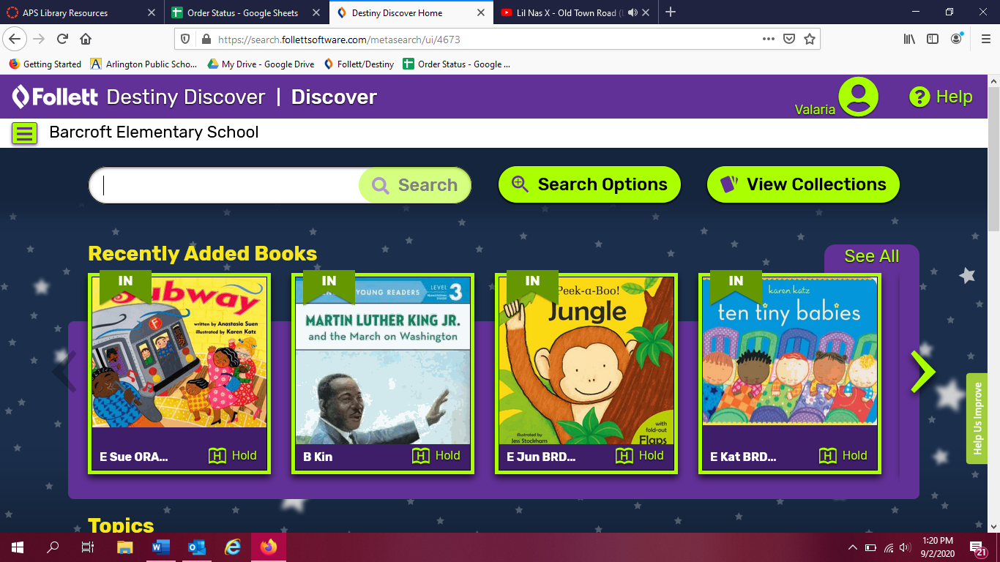 APS Library Resources
Order Status - Google Sheets
Destiny Discover Home
Lil Nas X - Old Town Road (
https://search.follettsoftware.com/metasearch/ui/4673
Getting Started
Arlington Public Scho...
My Drive - Google Drive
Follett/Destiny
Order Status - Google ...
Follett Destiny Discover | Discover
Valaria
? Help
Barcroft Elementary School
Search
Search Options
View Collections
Recently Added Books
See All
IN
Subway
written by Anastasia Suen
illustrated by Karen Katz
F
E Sue ORA...
H Hold
IN
YOUNG READERS
LEVEL 3
MARTIN LUTHER KING JR.
and the March on Washington
B Kin
H Hold
IN
Peek-a-Boo!
Jungle
illustrated by
Jess Stockham
with
fold-out
Flaps
E Jun BRD...
H Hold
IN
karen katz
ten tiny babies
E Kat BRD...
H Hold
Help Us Improve
Topics
1:20 PM
9/2/2020
21